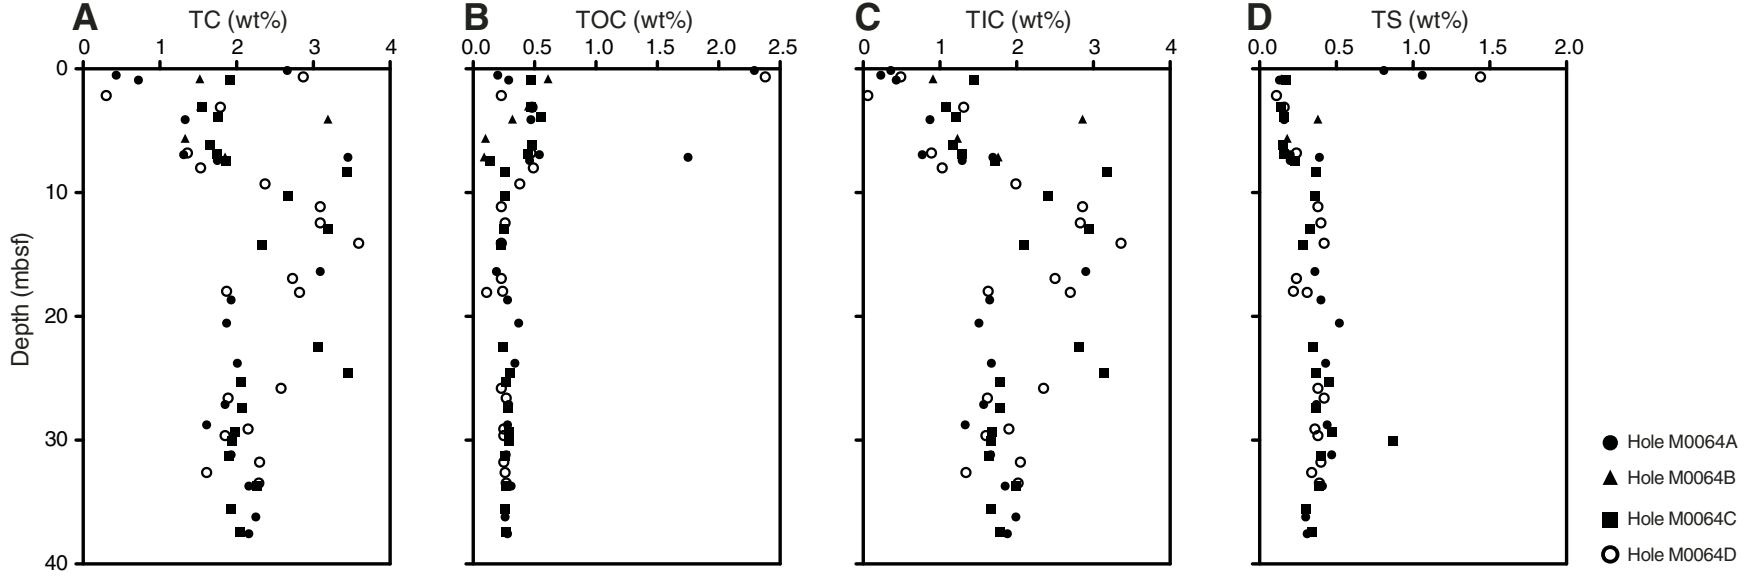 A TC (wt%)
0 1 2 3 4
B TOC (wt%)
0.0 0.5 1.0 1.5 2.0 2.5
C TIC (wt%)
0 1 2 3 4
D TS (wt%)
0.0 0.5 1.0 1.5 2.0
Depth (mbsf)
0
10
20
30
40
Hole M0064A
Hole M0064B
Hole M0064C
Hole M0064D